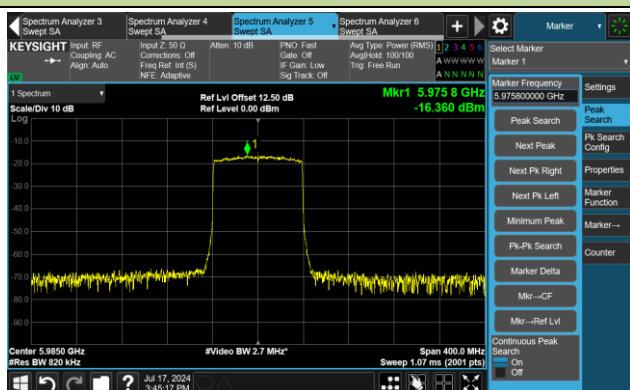 Spectrum Analyzer 3
Swept SA
Spectrum Analyzer 4
Swept SA
Spectrum Analyzer 5
Swept SA
Spectrum Analyzer 6
Swept SA
+
Marker
KEYSIGHT
Input: RF
Coupling: AC
Align: Auto
Input Z: 50 Ω
Corrections: Off
Freq Ref: Int (S)
NFE: Adaptive
Atten: 10 dB
PNO: Fast
Gate: Off
IF Gain: Low
Sig Track: Off
Avg Type: Power (RMS)
Avg|Hold: 100/100
Trig: Free Run
1 2 3 4 5 6
A W W W W W
A N N N N N
Select Marker
Marker 1
1 Spectrum
Scale/Div 10 dB
Log
Ref Lvl Offset 12.50 dB
Ref Level 0.00 dBm
Mkr1 5.975 8 GHz
-16.360 dBm
1
-10.0
-20.0
-30.0
-40.0
-50.0
-60.0
-70.0
-80.0
-90.0
Center 5.9850 GHz
#Res BW 820 kHz
#Video BW 2.7 MHz*
Span 400.0 MHz
Sweep 1.07 ms (2001 pts)
Marker Frequency
5.975800000 GHz
Peak Search
Next Peak
Next Pk Right
Next Pk Left
Minimum Peak
Pk-Pk Search
Marker Delta
Mkr→CF
Mkr→Ref Lvl
Continuous Peak
Search
On
Off
Settings
Peak
Search
Pk Search
Config
Properties
Marker
Function
Marker→
Counter
?
Jul 17, 2024
3:45:17 PM